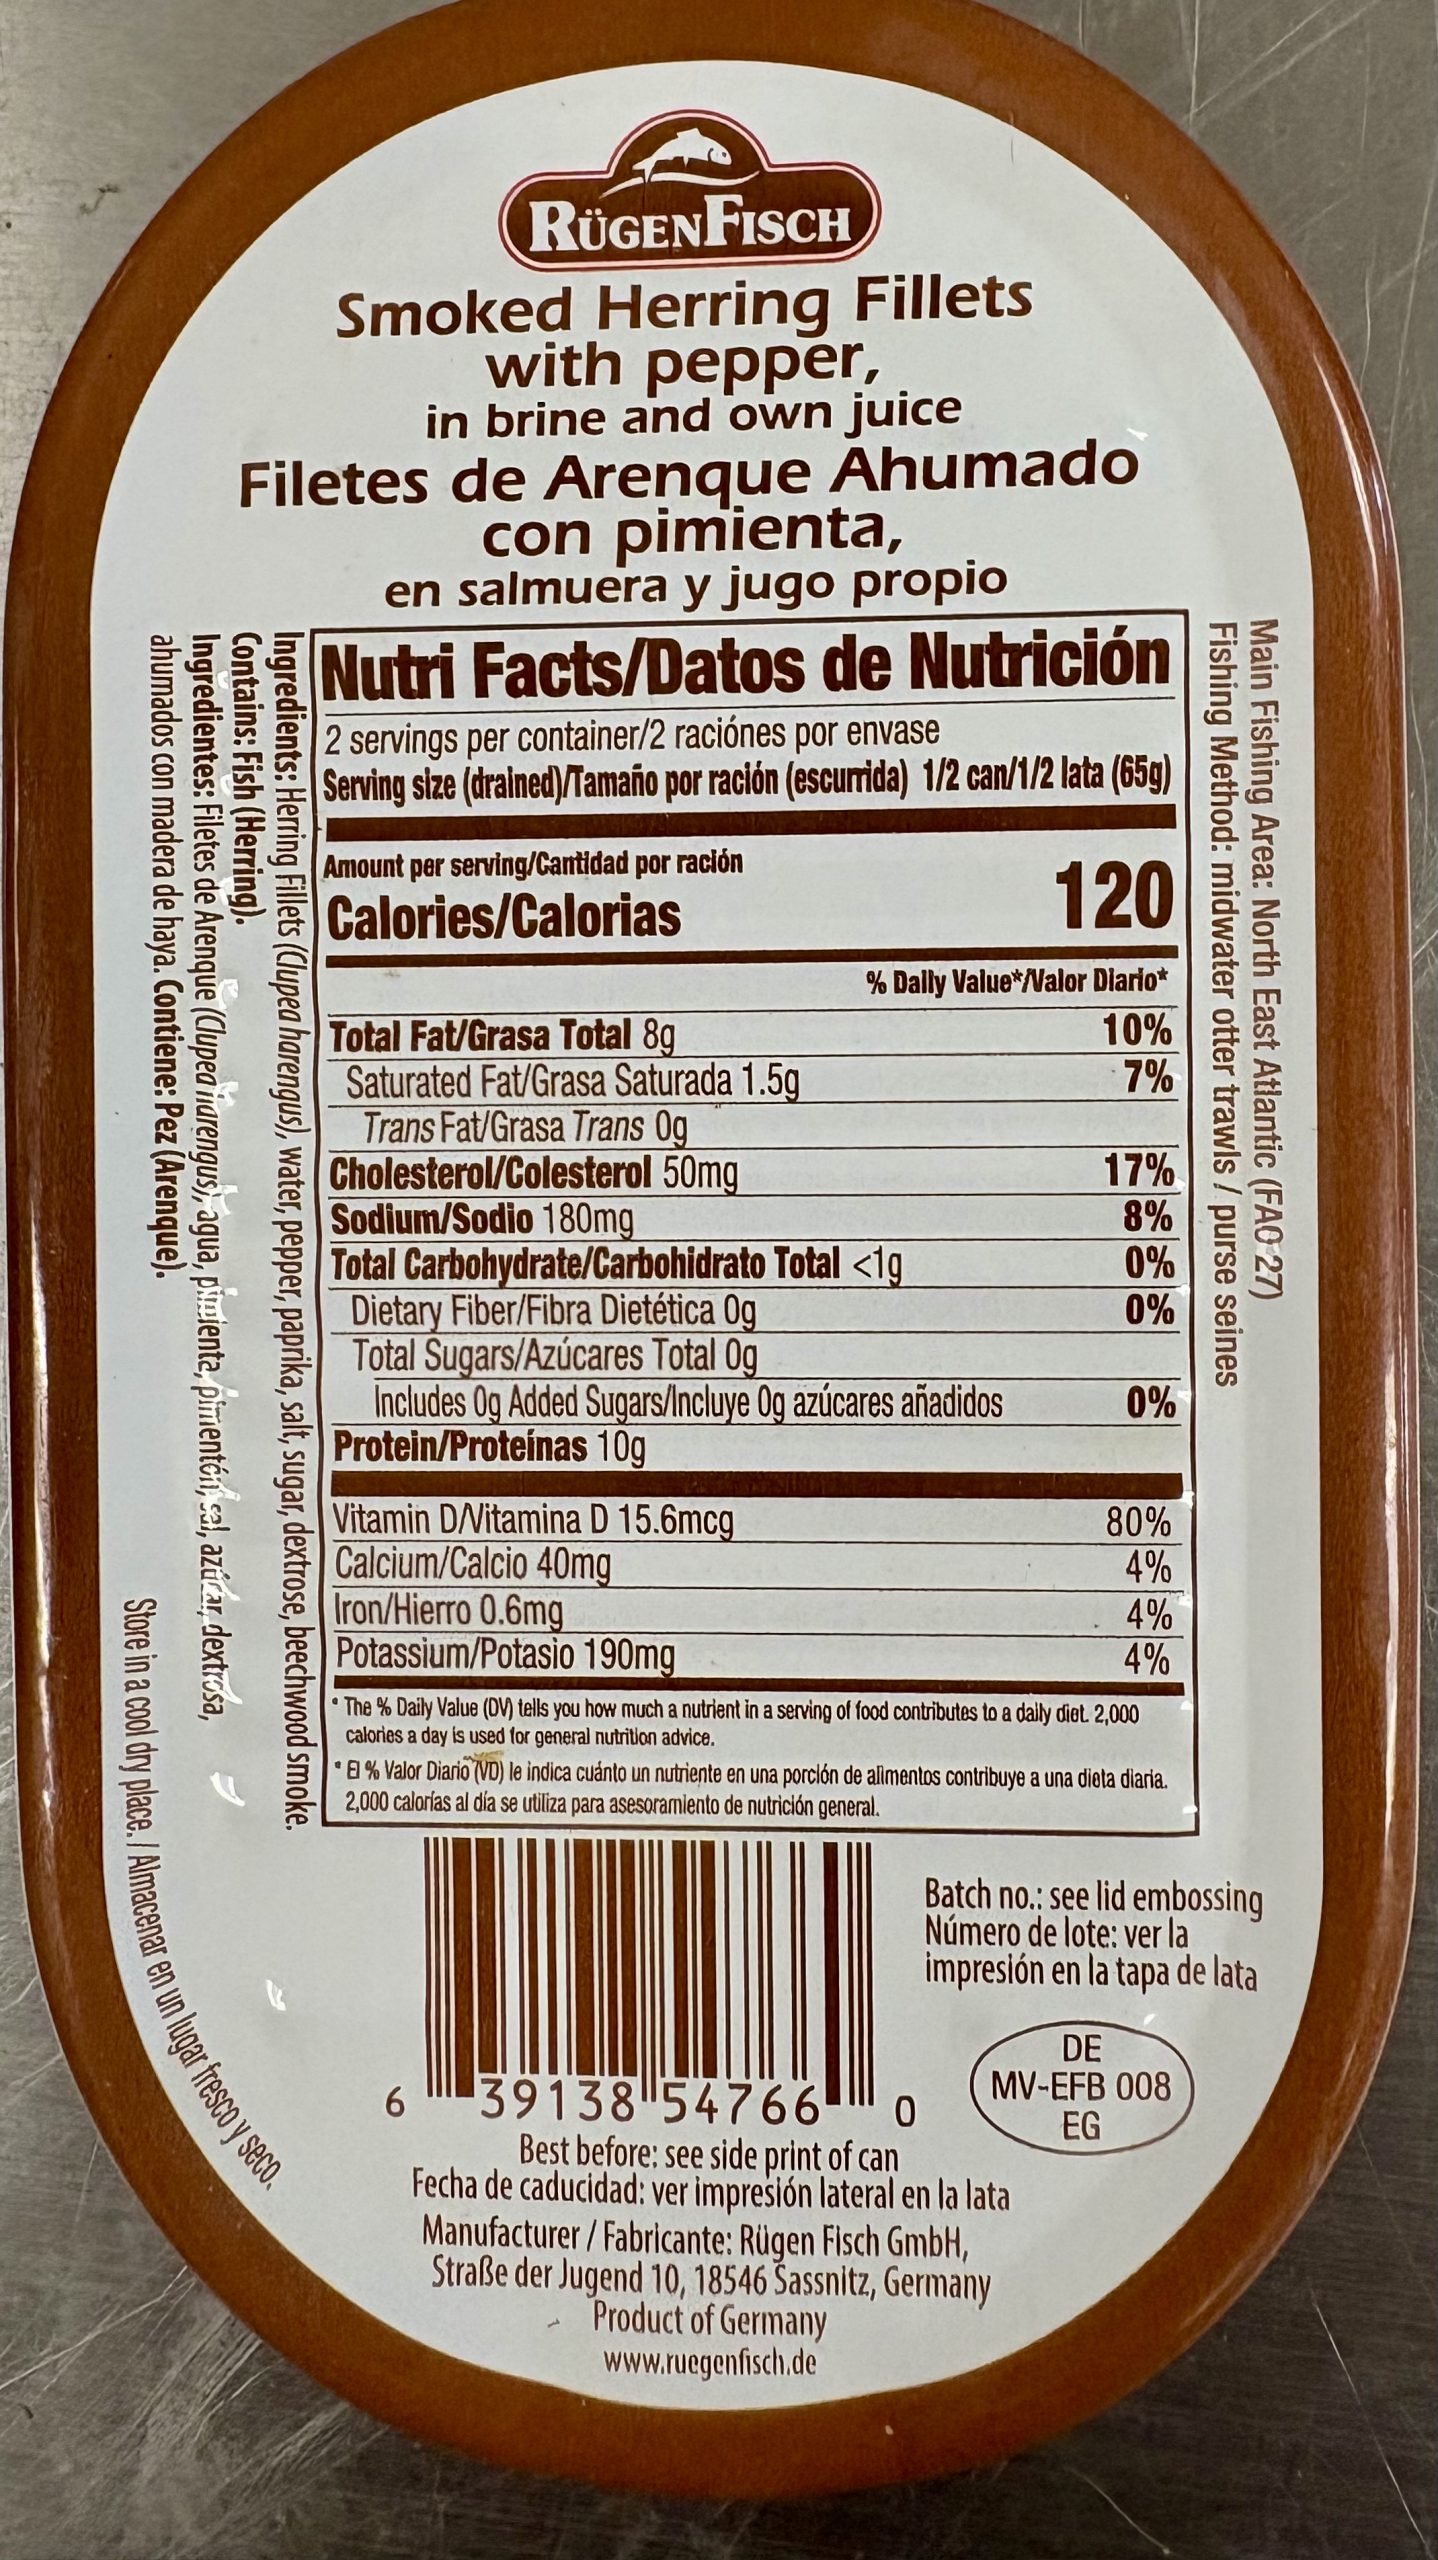 RÜGENFISCH
Smoked Herring Fillets
with pepper,
in brine and own juice
Filetes de Arenque Ahumado
con pimienta,
en salmuera y jugo propio
Nutri Facts/Datos de Nutrición
2 servings per container/2 raciónes por envase
Serving size (drained)/Tamaño por ración (escurrida) 1/2 can/1/2 lata (65g)
Amount per serving/Cantidad por ración
Calories/Calorias 120
% Daily Value*/Valor Diario*
Total Fat/Grasa Total 8g 10%
Saturated Fat/Grasa Saturada 1.5g 7%
Trans Fat/Grasa Trans 0g
Cholesterol/Colesterol 50mg 17%
Sodium/Sodio 180mg 8%
Total Carbohydrate/Carbohidrato Total <1g 0%
Dietary Fiber/Fibra Dietética 0g 0%
Total Sugars/Azúcares Total 0g
Includes 0g Added Sugars/Incluye 0g azúcares añadidos 0%
Protein/Proteínas 10g
Vitamin D/Vitamina D 15.6mcg 80%
Calcium/Calcio 40mg 4%
Iron/Hierro 0.6mg 4%
Potassium/Potasio 190mg 4%
* The % Daily Value (DV) tells you how much a nutrient in a serving of food contributes to a daily diet. 2,000
calories a day is used for general nutrition advice.
* El % Valor Diario (VD) le indica cuánto un nutriente en una porción de alimentos contribuye a una dieta diaria.
2,000 calorías al día se utiliza para asesoramiento de nutrición general.
Main Fishing Area: North East Atlantic (FAO 27)
Fishing Method: midwater otter trawls / purse seines
Ingredients: Herring Fillets (Clupea harengus), water, pepper, paprika, salt, sugar, dextrose, beechwood smoke.
Contains: Fish (Herring).
Ingredientes: Filetes de Arenque (Clupea harengus), agua, pimienta, pimentón, sal, azúcar, dextrosa,
ahumados con madera de haya. Contiene: Pez (Arenque).
Store in a cool dry place. / Almacenar en un lugar fresco y seco.
Batch no.: see lid embossing
Número de lote: ver la
impresión en la tapa de lata
DE
MV-EFB 008
EG
6 39138 54766 0
Best before: see side print of can
Fecha de caducidad: ver impresión lateral en la lata
Manufacturer / Fabricante: Rügen Fisch GmbH,
Straße der Jugend 10, 18546 Sassnitz, Germany
Product of Germany
www.ruegenfisch.de